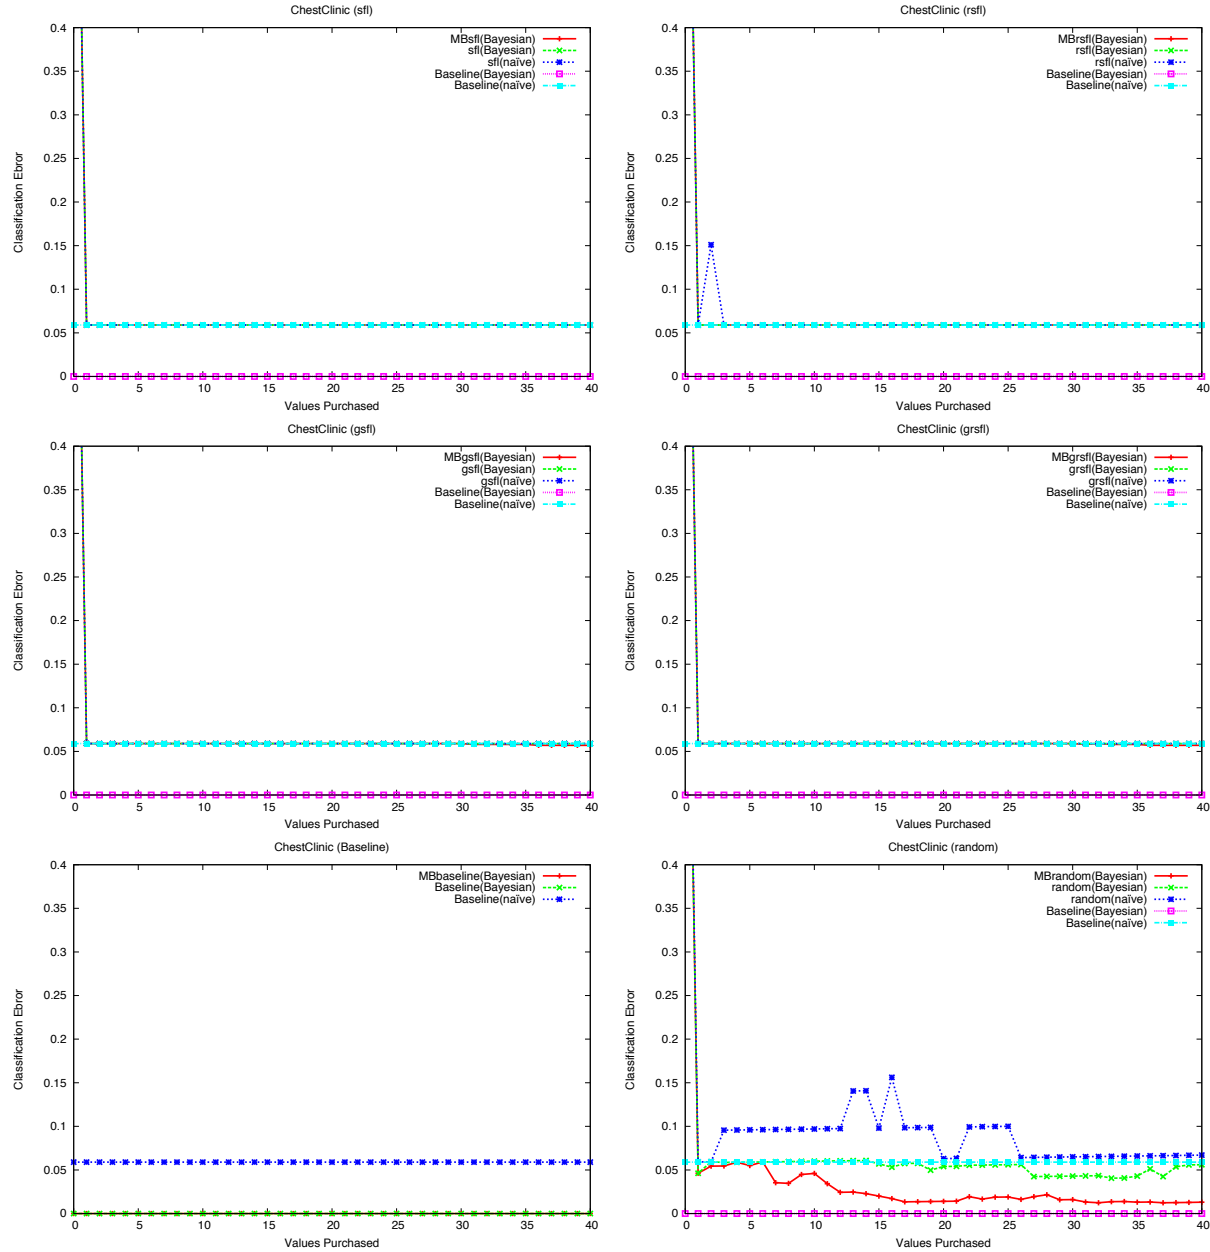 ChestClinic (sfl)
0.4
0.35
0.3
0.25
0.2
0.15
0.1
0.05
0
0 5 10 15 20 25 30 35 40
Classification Ebror
Values Purchased
MBsfl(Bayesian)
sfl(Bayesian)
sfl(naïve)
Baseline(Bayesian)
Baseline(naïve)
ChestClinic (rsfl)
0.4
0.35
0.3
0.25
0.2
0.15
0.1
0.05
0
0 5 10 15 20 25 30 35 40
Classification Ebror
Values Purchased
MBrsfl(Bayesian)
rsfl(Bayesian)
rsfl(naïve)
Baseline(Bayesian)
Baseline(naïve)
ChestClinic (gsfl)
0.4
0.35
0.3
0.25
0.2
0.15
0.1
0.05
0
0 5 10 15 20 25 30 35 40
Classification Ebror
Values Purchased
MBgsfl(Bayesian)
gsfl(Bayesian)
gsfl(naïve)
Baseline(Bayesian)
Baseline(naïve)
ChestClinic (grsfl)
0.4
0.35
0.3
0.25
0.2
0.15
0.1
0.05
0
0 5 10 15 20 25 30 35 40
Classification Ebror
Values Purchased
MBgrsfl(Bayesian)
grsfl(Bayesian)
grsfl(naïve)
Baseline(Bayesian)
Baseline(naïve)
ChestClinic (Baseline)
0.4
0.35
0.3
0.25
0.2
0.15
0.1
0.05
0
0 5 10 15 20 25 30 35 40
Classification Ebror
Values Purchased
MBbaseline(Bayesian)
Baseline(Bayesian)
Baseline(naïve)
ChestClinic (random)
0.4
0.35
0.3
0.25
0.2
0.15
0.1
0.05
0
0 5 10 15 20 25 30 35 40
Classification Ebror
Values Purchased
MBrandom(Bayesian)
random(Bayesian)
random(naïve)
Baseline(Bayesian)
Baseline(naïve)